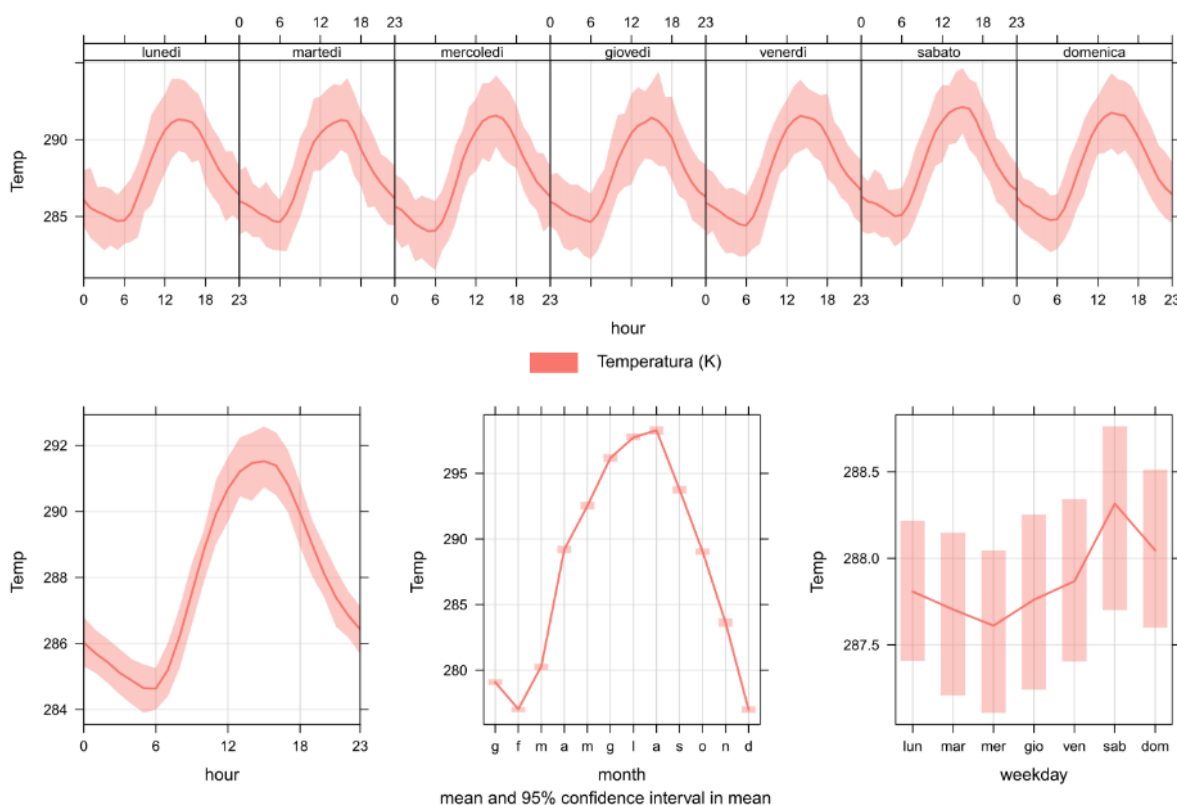 0 6 12 18 23 0 6 12 18 23 0 6 12 18 23
lunedì martedì mercoledì giovedì venerdì sabato domenica
290
285
Temp
0 6 12 18 23 0 6 12 18 23 0 6 12 18 23 0 6 12 18 23
hour
Temperatura (K)
292
290
288
286
284
Temp
0 6 12 18 23
hour
295
290
285
280
Temp
g f m a m g l a s o n d
month
288.5
288.0
287.5
Temp
lun mar mer gio ven sab dom
weekday
mean and 95% confidence interval in mean